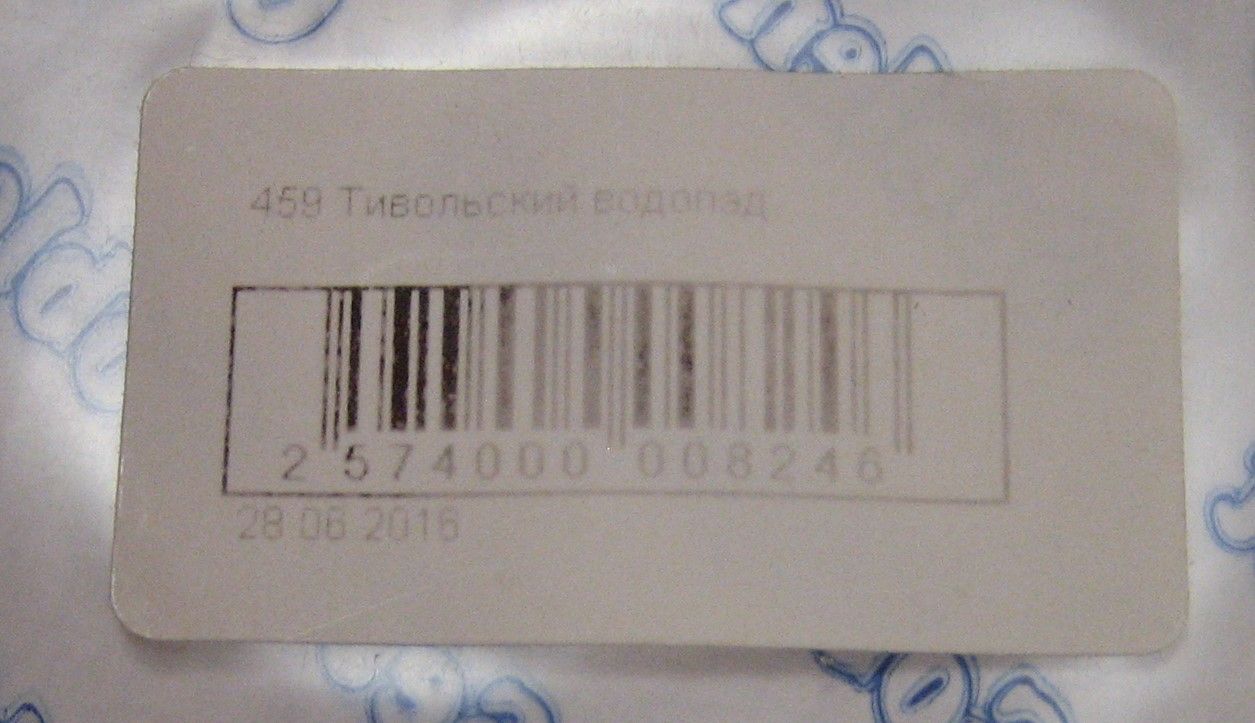 459 Тивольский водопад
2 574000 008246
28 06 2016